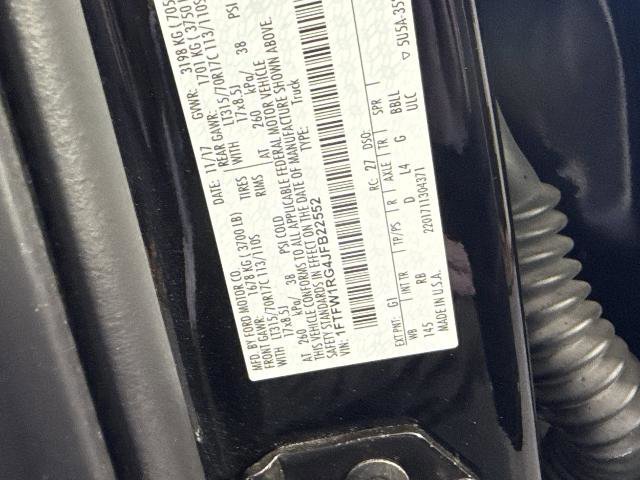 MFD. BY FORD MOTOR CO. DATE: 11/17 GVWR: 3198 KG ( 7050
FRONT GAWR: 1678 KG ( 3700 LB) REAR GAWR: 1701 KG ( 3750
WITH LT315/70R17C 113/110S TIRES WITH LT315/70R17C 113/110S
17x8.5J RIMS 17x8.5J
AT 260 kPa/ 38 PSI COLD AT 260 kPa/ 38 PSI
THIS VEHICLE CONFORMS TO ALL APPLICABLE FEDERAL MOTOR VEHICLE
SAFETY STANDARDS IN EFFECT ON THE DATE OF MANUFACTURE SHOWN ABOVE.
VIN: 1FTFW1RG4JFB22552 TYPE: Truck
EXT PNT: G1 RC: 27 DSO:
WB INT TR TP/PS R AXLE TR SPR
145 RB D L4 G BBLL
MADE IN U.S.A. 2201711304371 ULC